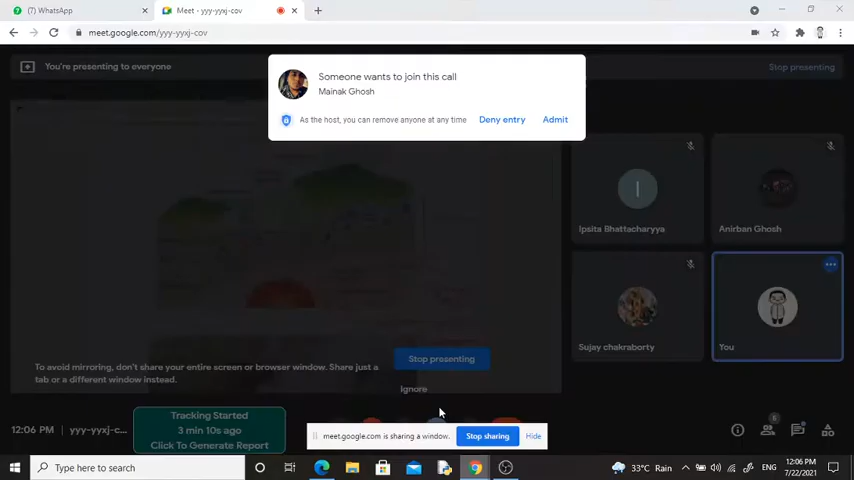 (7) WhatsApp
Meet - yyy-yyxj-cov
meet.google.com/yyy-yyxj-cov
You're presenting to everyone
Stop presenting
Someone wants to join this call
Mainak Ghosh
As the host, you can remove anyone at any time
Deny entry
Admit
I
Ipsita Bhattacharyya
Anirban Ghosh
Sujay chakraborty
You
To avoid mirroring, don't share your entire screen or browser window. Share just a
tab or a different window instead.
Stop presenting
Ignore
12:06 PM | yyy-yyxj-c...
Tracking Started
3 min 10s ago
Click To Generate Report
meet.google.com is sharing a window.
Stop sharing
Hide
Type here to search
33°C Rain
ENG
12:06 PM
7/22/2021